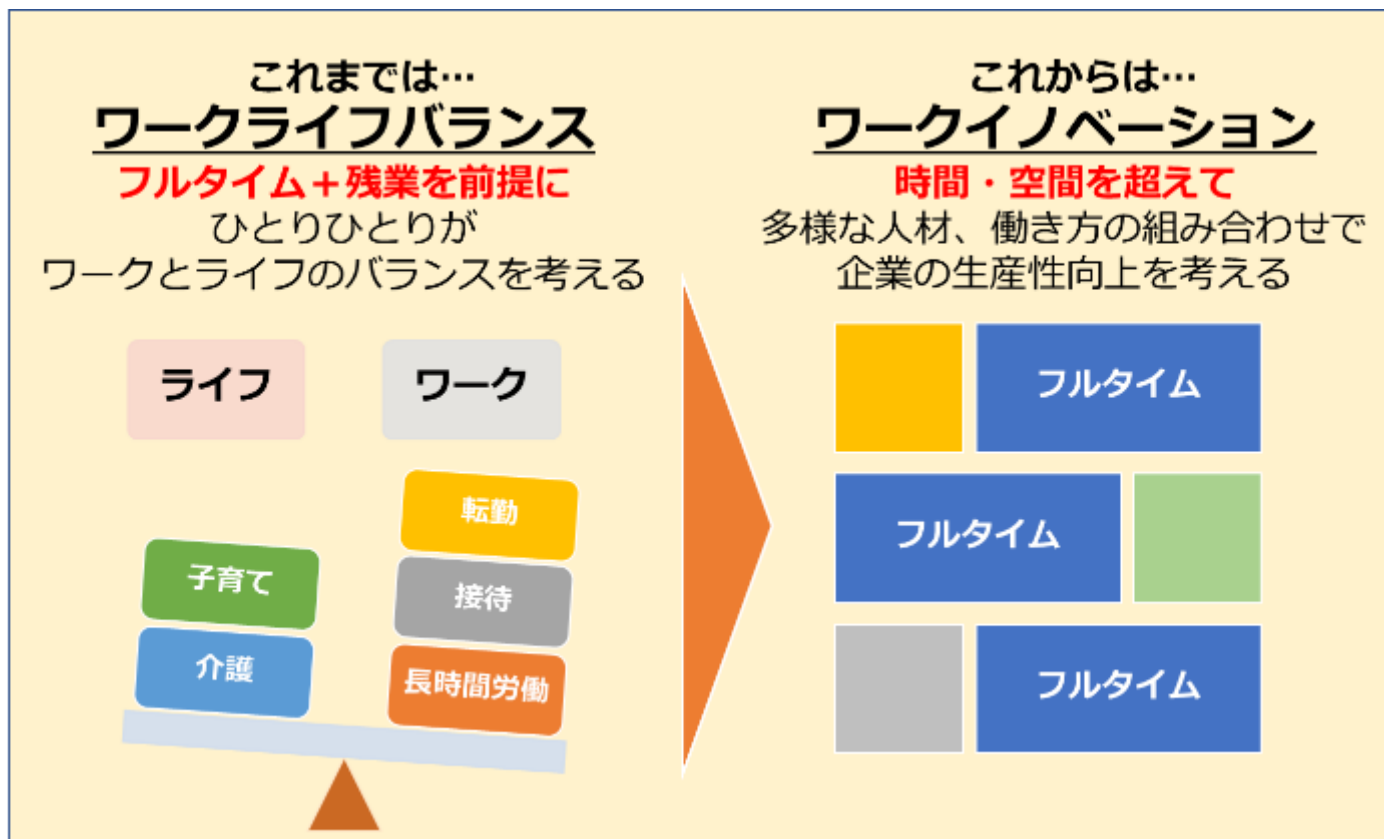 これまでは…
ワークライフバランス
フルタイム＋残業を前提に
ひとりひとりが
ワークとライフのバランスを考える
ライフ
ワーク
転勤
子育て
接待
介護
長時間労働
これからは…
ワークイノベーション
時間・空間を超えて
多様な人材、働き方の組み合わせで
企業の生産性向上を考える
フルタイム
フルタイム
フルタイム